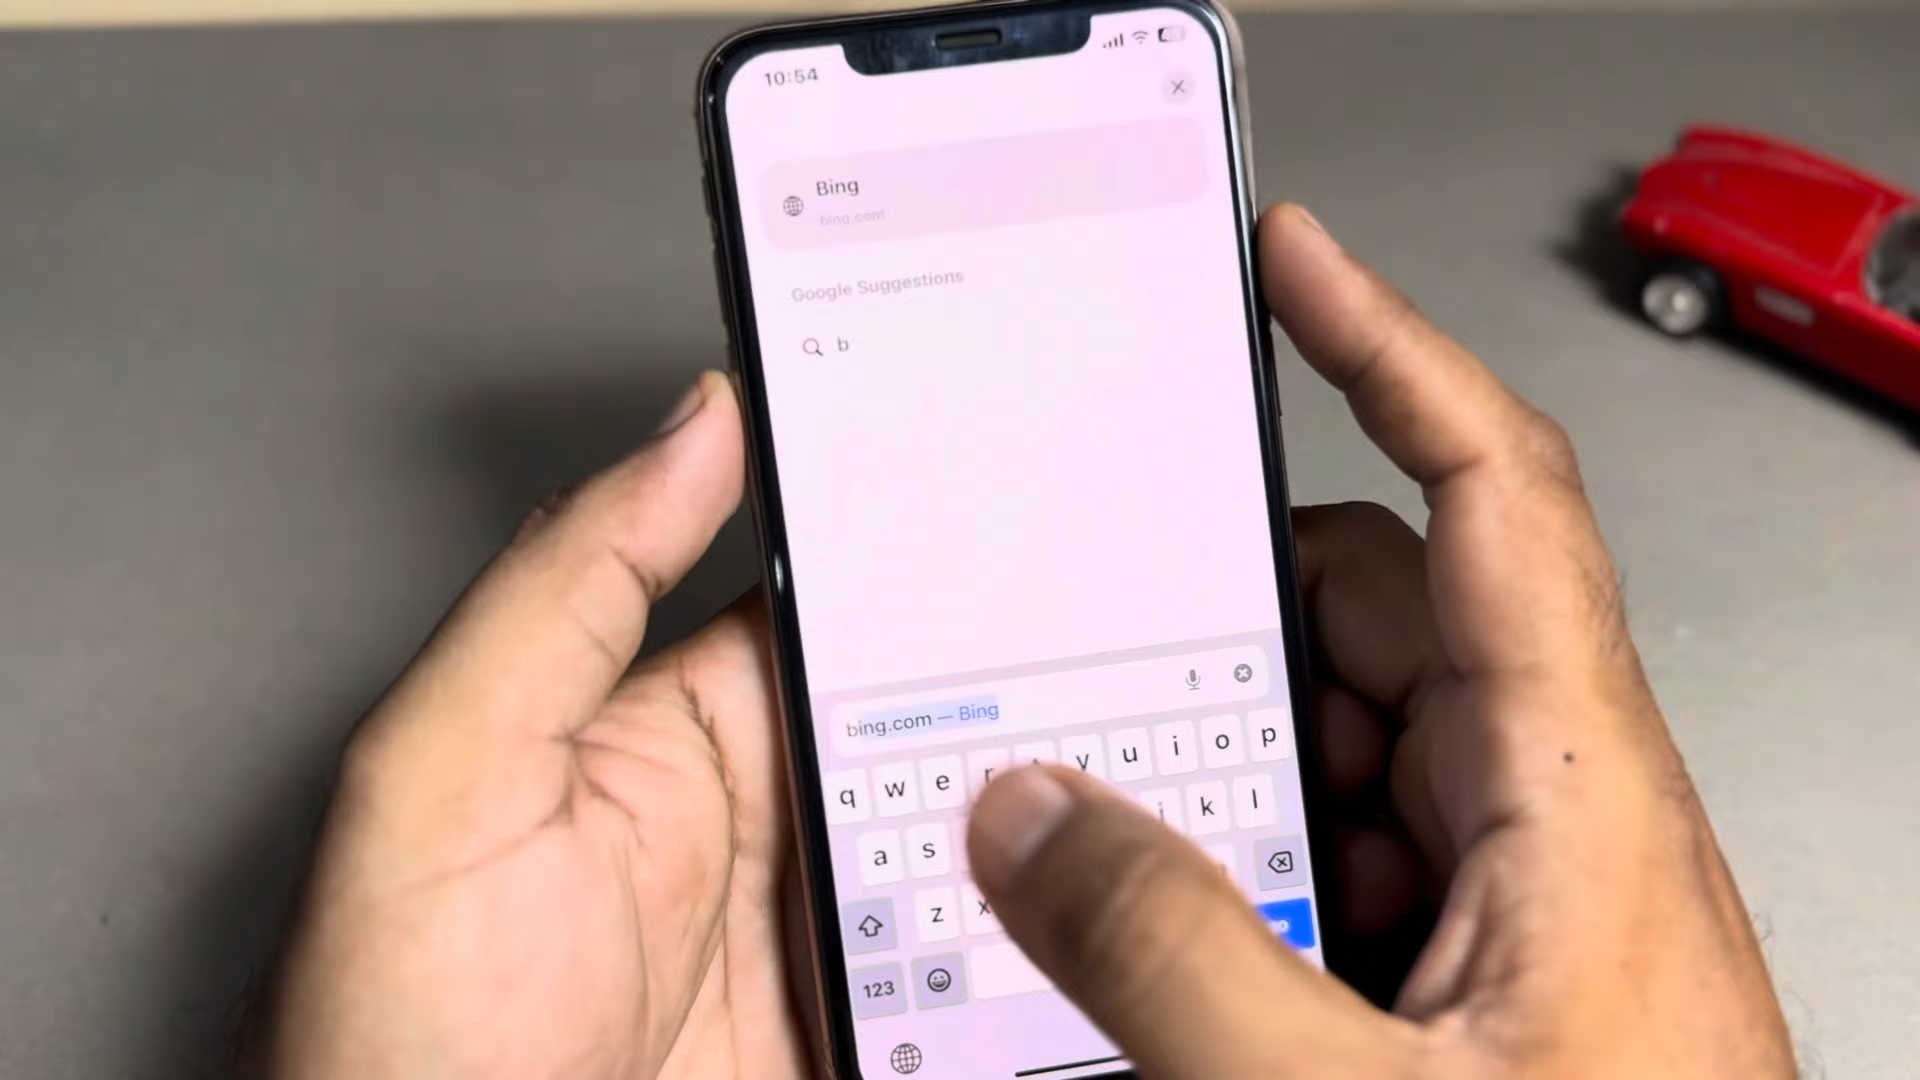 10:54
Bing
bing.com
Google Suggestions
b
bing.com — Bing
q w e r y u i o p
a s j k l
z x
123